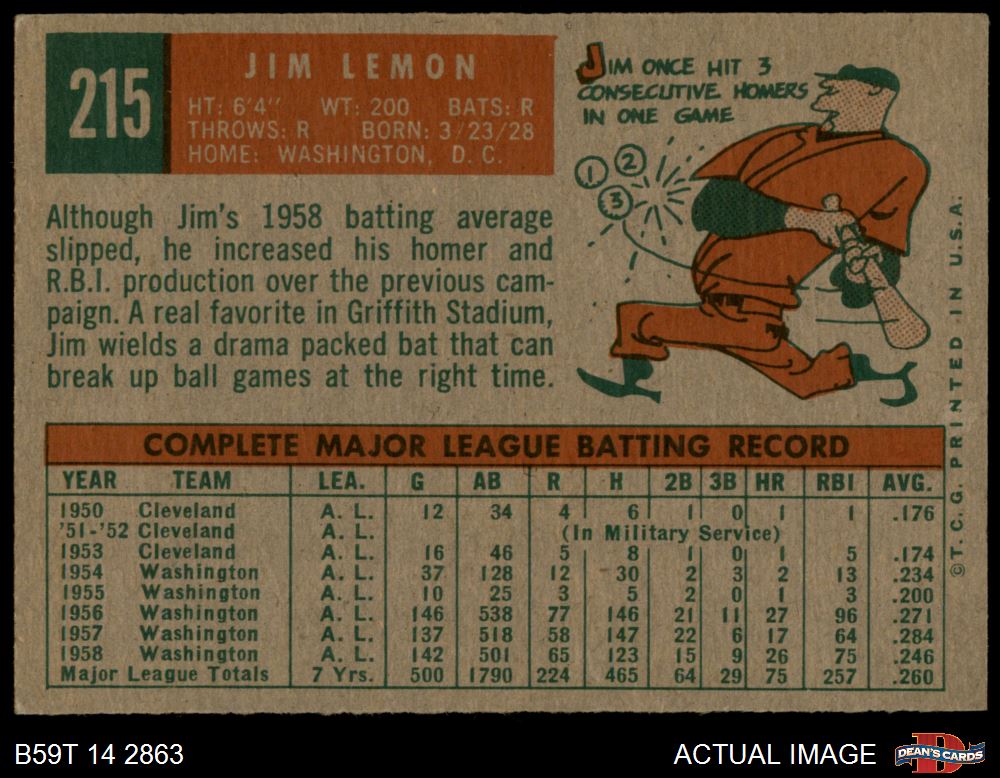 215
JIM LEMON
HT: 6'4" WT: 200 BATS: R
THROWS: R BORN: 3/23/28
HOME: WASHINGTON, D. C.
JIM ONCE HIT 3
CONSECUTIVE HOMERS
IN ONE GAME
1 2
3
Although Jim's 1958 batting average
slipped, he increased his homer and
R.B.I. production over the previous cam-
paign. A real favorite in Griffith Stadium,
Jim wields a drama packed bat that can
break up ball games at the right time.
COMPLETE MAJOR LEAGUE BATTING RECORD
YEAR TEAM LEA. G AB R H 2B 3B HR RBI AVG.
1950 Cleveland A. L. 12 34 4 6 1 0 1 1 .176
'51-'52 Cleveland A. L. (In Military Service)
1953 Cleveland A. L. 16 46 5 8 1 0 1 5 .174
1954 Washington A. L. 37 128 12 30 2 3 2 13 .234
1955 Washington A. L. 10 25 3 5 2 0 1 3 .200
1956 Washington A. L. 146 538 77 146 21 11 27 96 .271
1957 Washington A. L. 137 518 58 147 22 6 17 64 .284
1958 Washington A. L. 142 501 65 123 15 9 26 75 .246
Major League Totals 7 Yrs. 500 1790 224 465 64 29 75 257 .260
©T. C. G. PRINTED IN U.S.A.
B59T 14 2863
ACTUAL IMAGE
D
DEAN'S CARDS